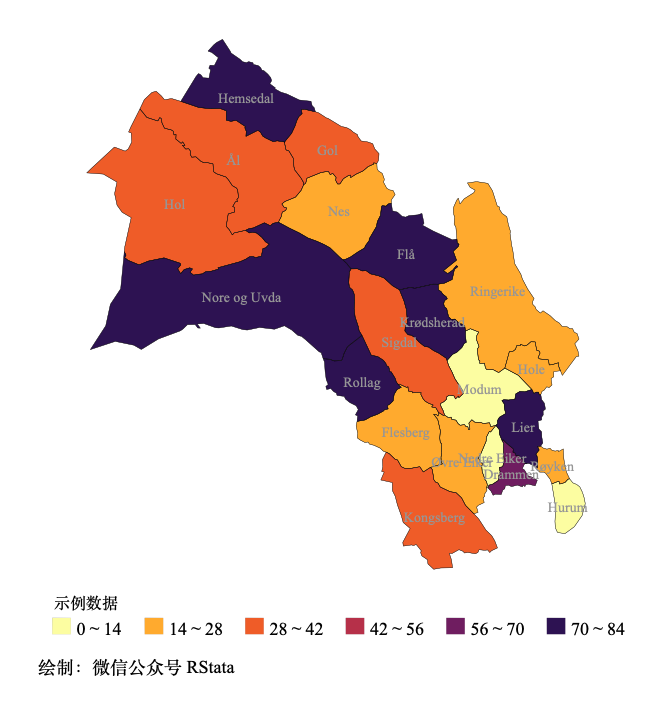 Hemsedal
Ål
Gol
Hol
Nes
Flå
Ringerike
Nore og Uvda
Krødsherad
Sigdal
Hole
Rollag
Modum
Lier
Flesberg
Nedre Eiker
Øvre Eiker
Røyken
Drammen
Hurum
Kongsberg
示例数据
0 ~ 14 14 ~ 28 28 ~ 42 42 ~ 56 56 ~ 70 70 ~ 84
绘制：微信公众号 RStata